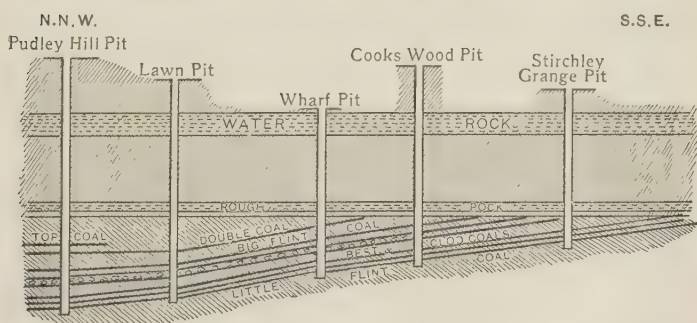 N.N.W.
S.S.E.
Pudley Hill Pit
Lawn Pit
Wharf Pit
Cooks Wood Pit
Stirchley
Grange Pit
WATER ROCK
ROUGH ROCK
TOP COAL
DOUBLE COAL
BIG FLINT COAL
BEST & CLOD COALS
LITTLE FLINT COAL